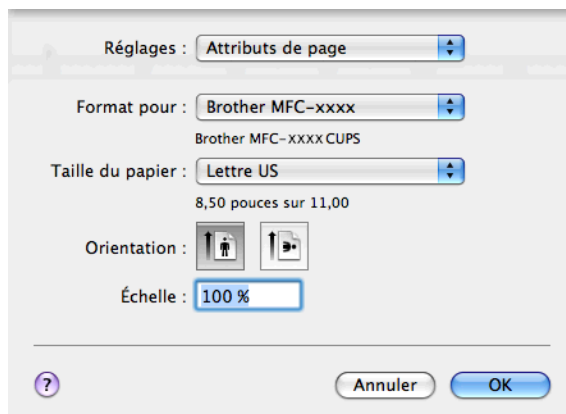 Réglages : Attributs de page
Format pour : Brother MFC-xxxx
Brother MFC-XXXX CUPS
Taille du papier : Lettre US
8,50 pouces sur 11,00
Orientation :
Échelle : 100 %
? Annuler OK